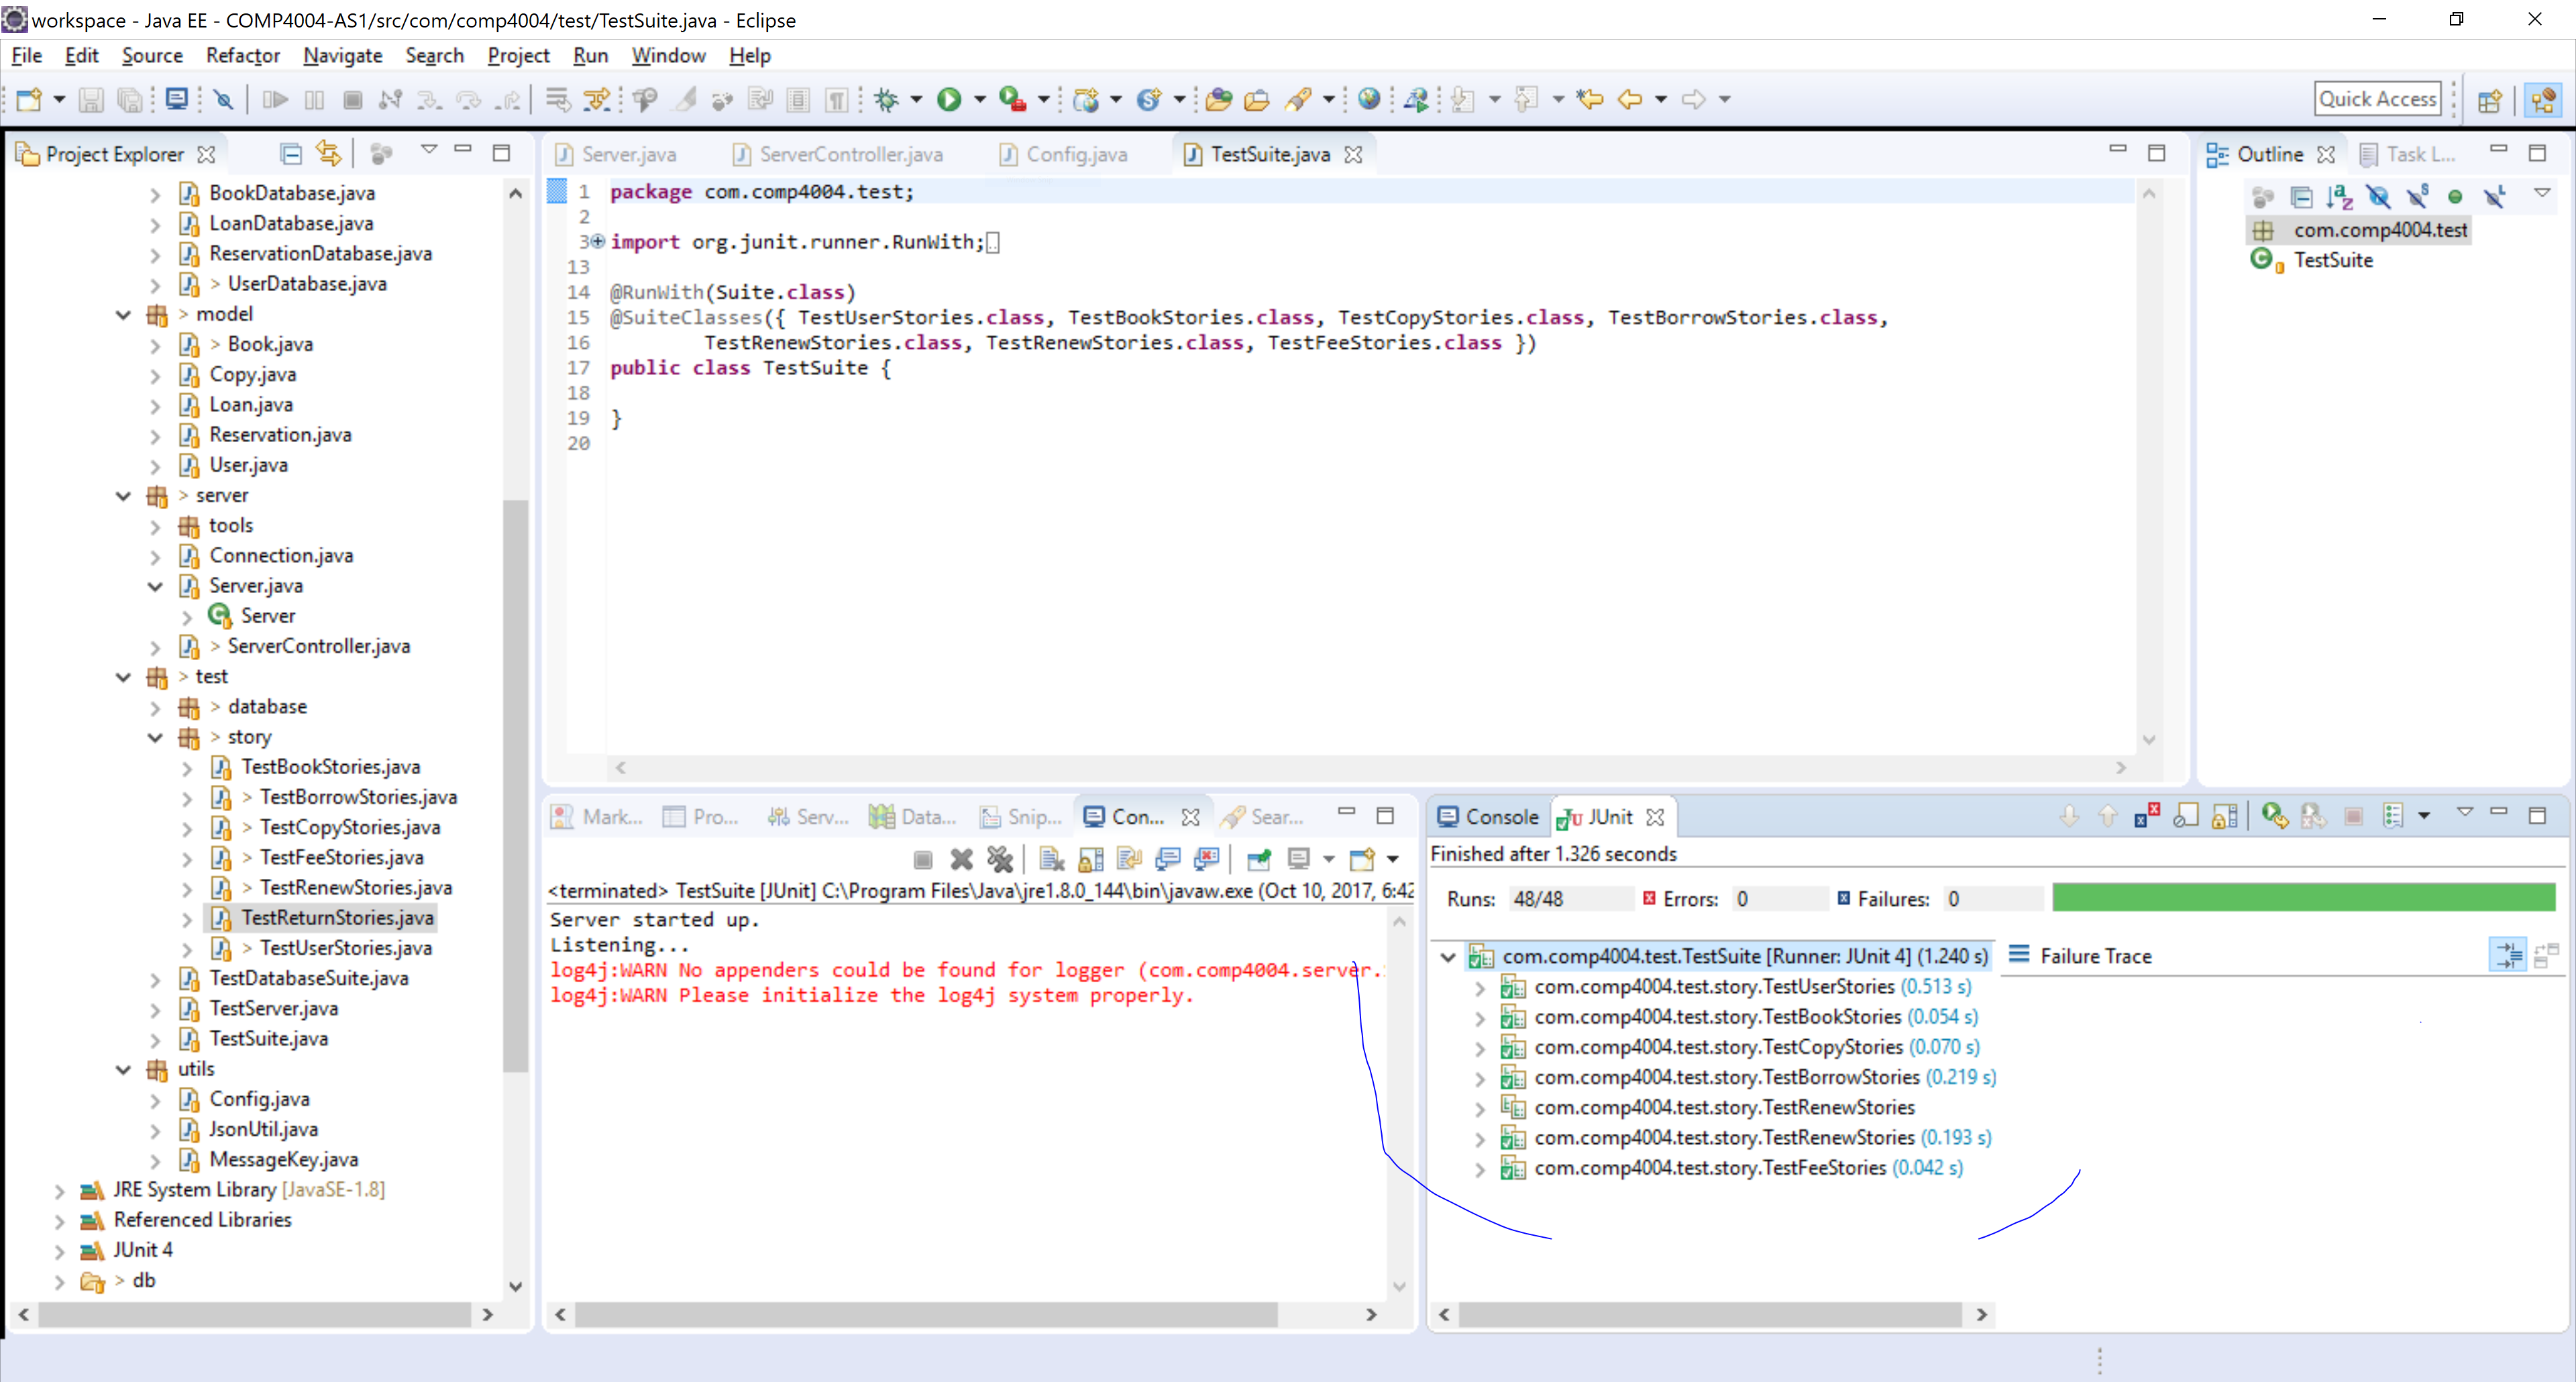 workspace - Java EE - COMP4004-AS1/src/com/comp4004/test/TestSuite.java - Eclipse
File Edit Source Refactor Navigate Search Project Run Window Help
Quick Access
Project Explorer
BookDatabase.java
LoanDatabase.java
ReservationDatabase.java
> UserDatabase.java
> model
> Book.java
Copy.java
Loan.java
Reservation.java
User.java
> server
tools
Connection.java
Server.java
Server
> ServerController.java
> test
> database
> story
TestBookStories.java
> TestBorrowStories.java
> TestCopyStories.java
> TestFeeStories.java
> TestRenewStories.java
TestReturnStories.java
> TestUserStories.java
TestDatabaseSuite.java
TestServer.java
TestSuite.java
utils
Config.java
JsonUtil.java
MessageKey.java
JRE System Library [JavaSE-1.8]
Referenced Libraries
JUnit 4
> db
Server.java ServerController.java Config.java TestSuite.java
1 package com.comp4004.test;
2
3 import org.junit.runner.RunWith;
13
14 @RunWith(Suite.class)
15 @SuiteClasses({ TestUserStories.class, TestBookStories.class, TestCopyStories.class, TestBorrowStories.class,
16 TestRenewStories.class, TestRenewStories.class, TestFeeStories.class })
17 public class TestSuite {
18
19 }
20
Outline Task L...
com.comp4004.test
TestSuite
Mark... Pro... Serv... Data... Snip... Con... Sear...
<terminated> TestSuite [JUnit] C:\Program Files\Java\jre1.8.0_144\bin\javaw.exe (Oct 10, 2017, 6:42
Server started up.
Listening...
log4j:WARN No appenders could be found for logger (com.comp4004.server.
log4j:WARN Please initialize the log4j system properly.
Console JUnit
Finished after 1.326 seconds
Runs: 48/48 Errors: 0 Failures: 0
com.comp4004.test.TestSuite [Runner: JUnit 4] (1.240 s)
com.comp4004.test.story.TestUserStories (0.513 s)
com.comp4004.test.story.TestBookStories (0.054 s)
com.comp4004.test.story.TestCopyStories (0.070 s)
com.comp4004.test.story.TestBorrowStories (0.219 s)
com.comp4004.test.story.TestRenewStories
com.comp4004.test.story.TestRenewStories (0.193 s)
com.comp4004.test.story.TestFeeStories (0.042 s)
Failure Trace